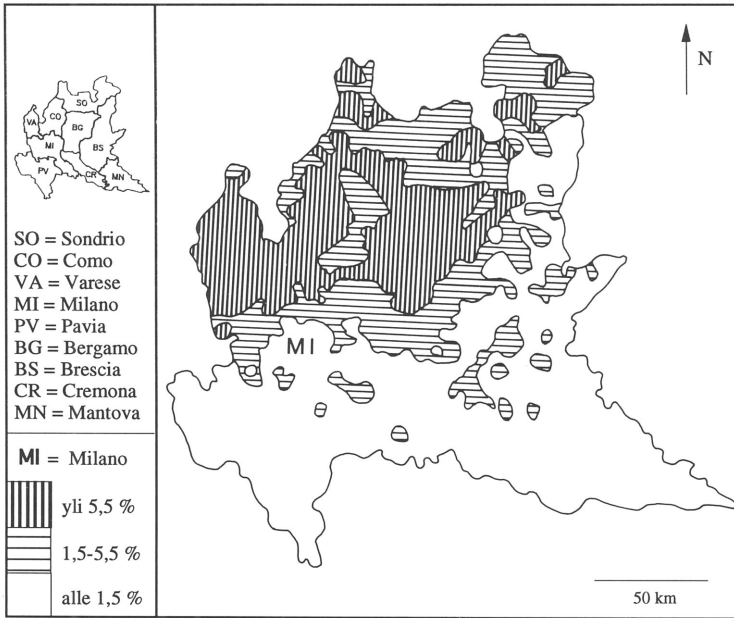 SO
VA
CO
BG
MI
BS
PV
CR
MN
SO = Sondrio
CO = Como
VA = Varese
MI = Milano
PV = Pavia
BG = Bergamo
BS = Brescia
CR = Cremona
MN = Mantova
MI = Milano
yli 5,5 %
1,5-5,5 %
alle 1,5 %
N
MI
50 km